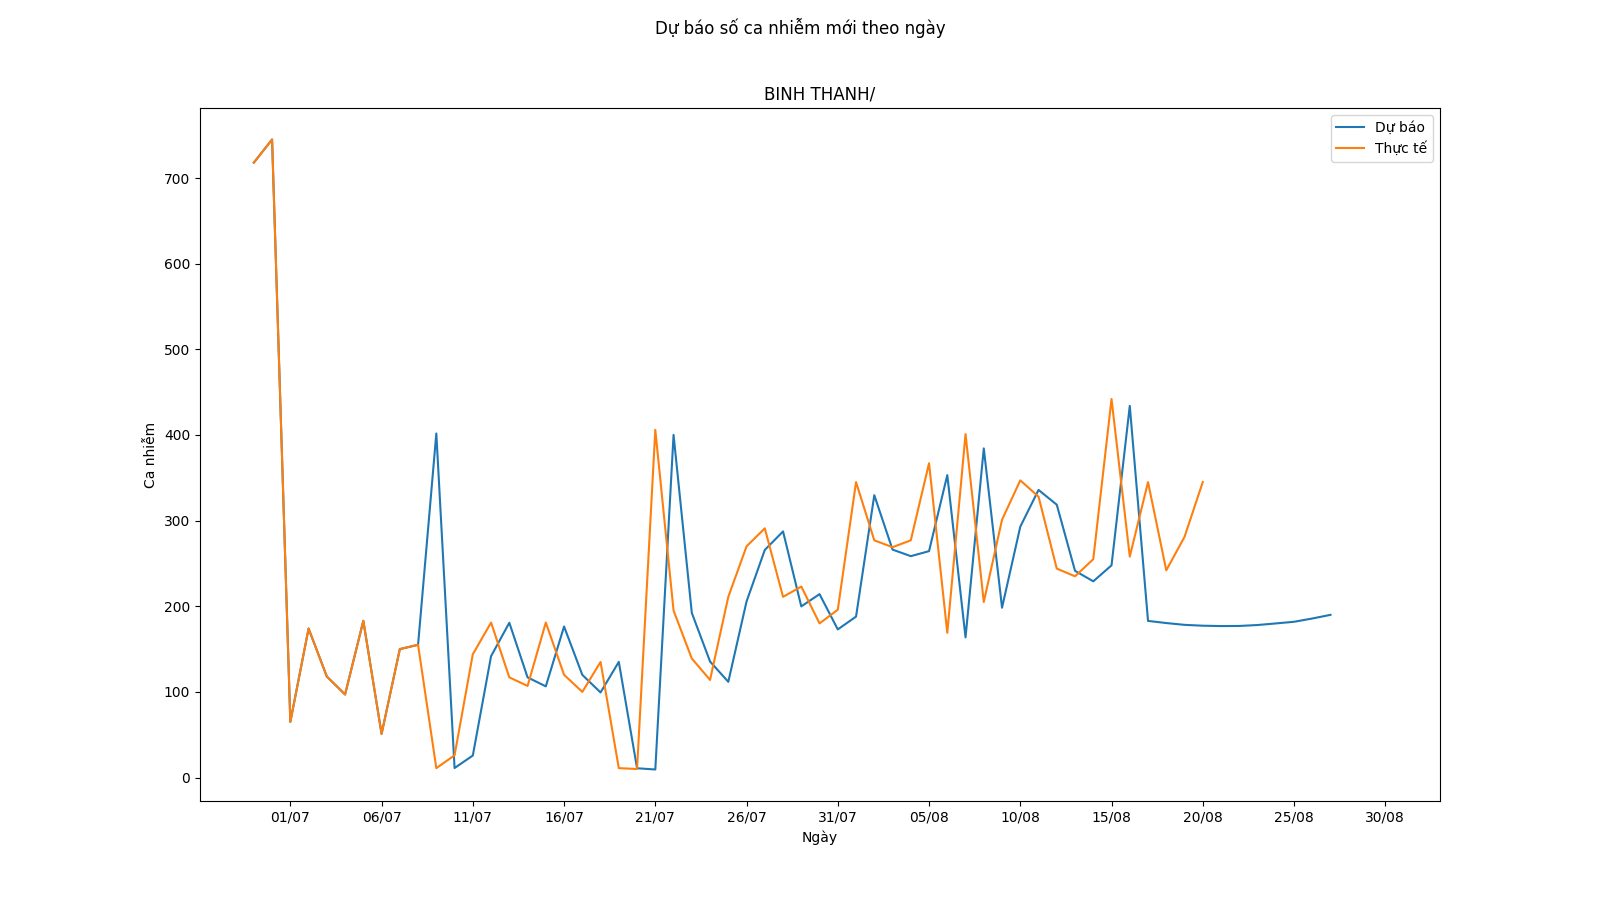 Dự báo số ca nhiễm mới theo ngày
BINH THANH/
Dự báo
Thực tế
Ca nhiễm
700
600
500
400
300
200
100
0
01/07 06/07 11/07 16/07 21/07 26/07 31/07 05/08 10/08 15/08 20/08 25/08 30/08
Ngày